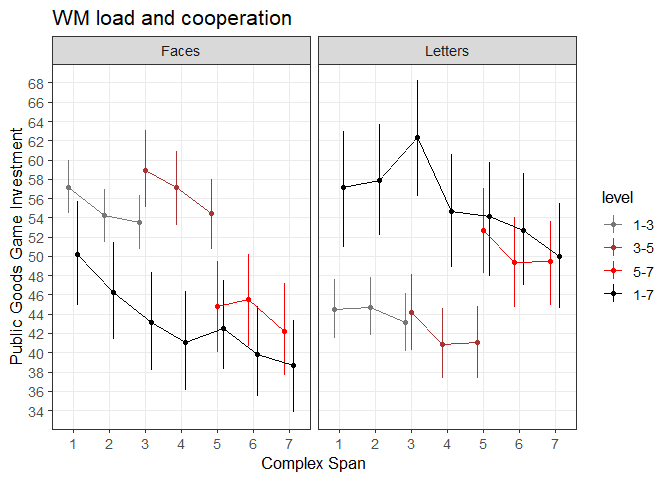 WM load and cooperation
Faces
Letters
Public Goods Game Investment
68
66
64
62
60
58
56
54
52
50
48
46
44
42
40
38
36
34
1 2 3 4 5 6 7
1 2 3 4 5 6 7
Complex Span
level
1-3
3-5
5-7
1-7